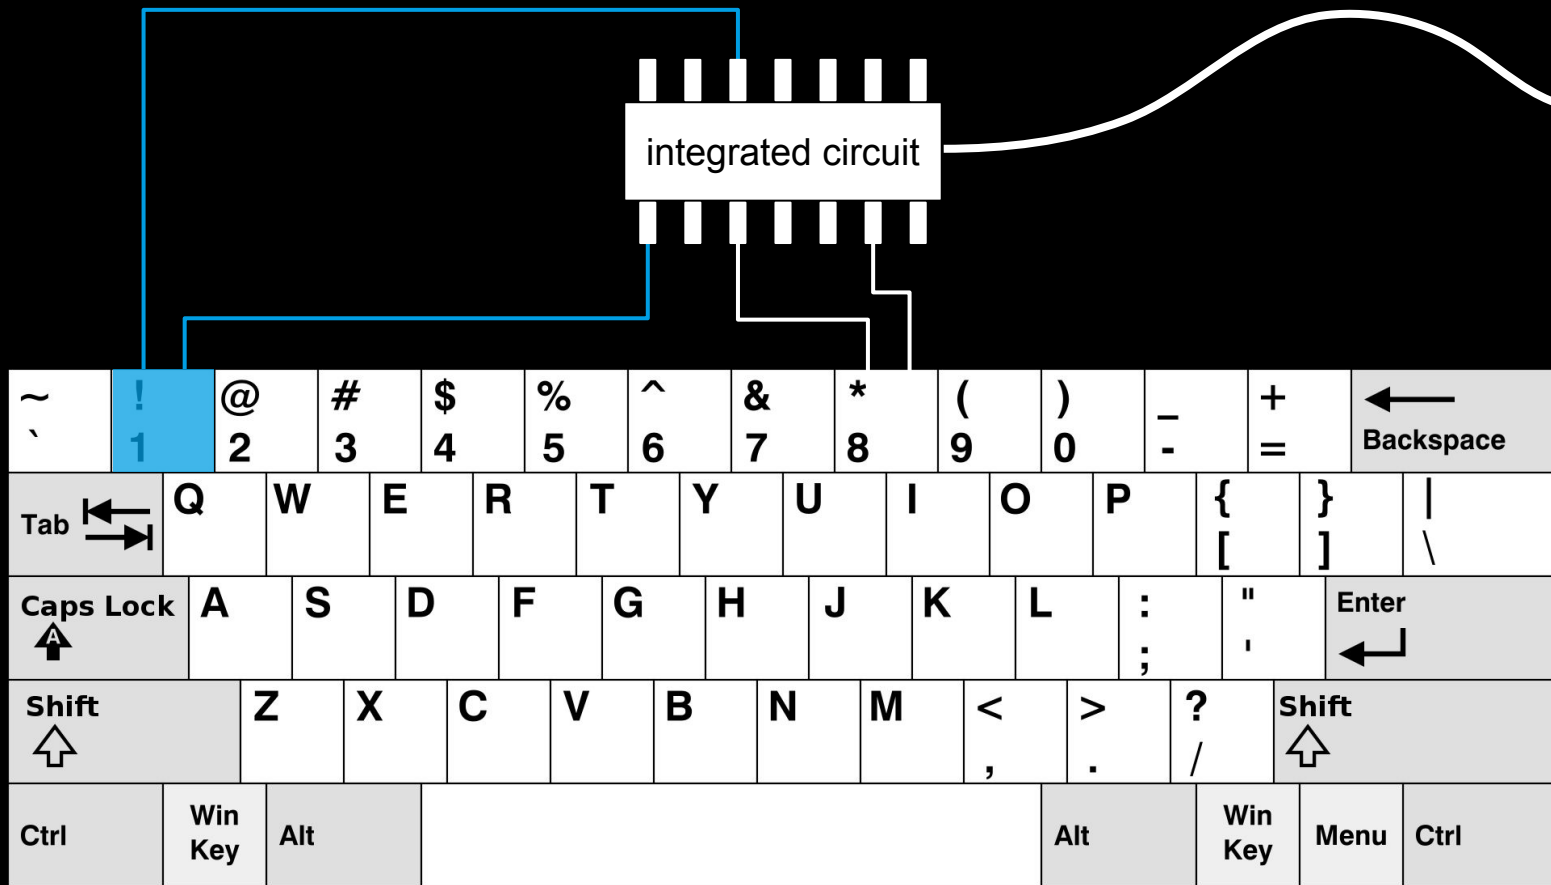 integrated circuit
~ ! @ # $ % ^ & * ( ) _ +
` 1 2 3 4 5 6 7 8 9 0 - = Backspace
Tab Q W E R T Y U I O P { } |
[ ] \
Caps Lock A S D F G H J K L : " Enter
A ; '
Shift Z X C V B N M < > ? Shift
, . /
Ctrl Win Key Alt Alt Win Key Menu Ctrl